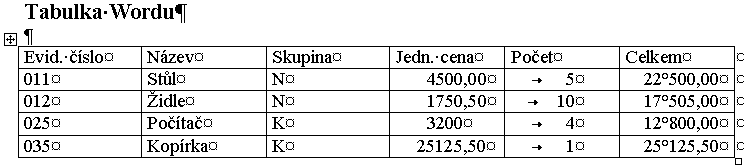 Tabulka·Wordu¶
¶
Evid.·číslo¤ Název¤ Skupina¤ Jedn.·cena¤ Počet¤ Celkem¤ ¤
011¤ Stůl¤ N¤ 4500,00¤ → 5¤ 22°500,00¤ ¤
012¤ Židle¤ N¤ 1750,50¤ → 10¤ 17°505,00¤ ¤
025¤ Počítač¤ K¤ 3200¤ → 4¤ 12°800,00¤ ¤
035¤ Kopírka¤ K¤ 25125,50¤ → 1¤ 25°125,50¤ ¤